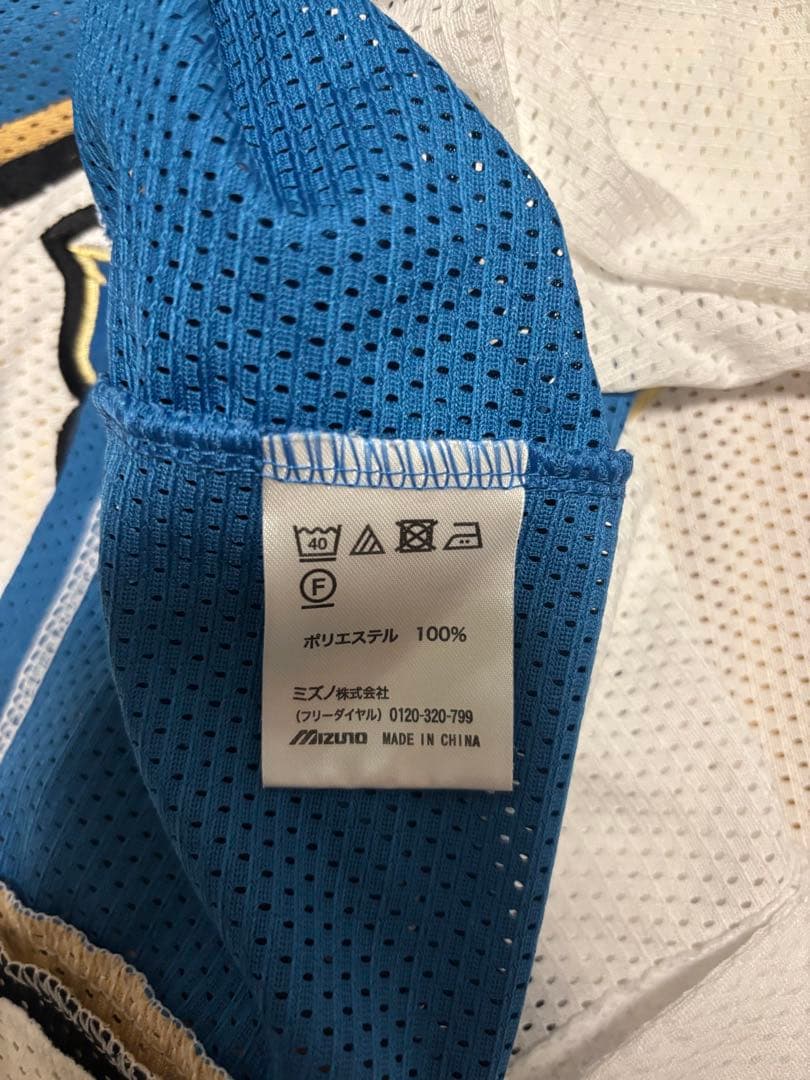 40
F
ポリエステル 100%
ミズノ株式会社
(フリーダイヤル) 0120-320-799
MIZUNO MADE IN CHINA